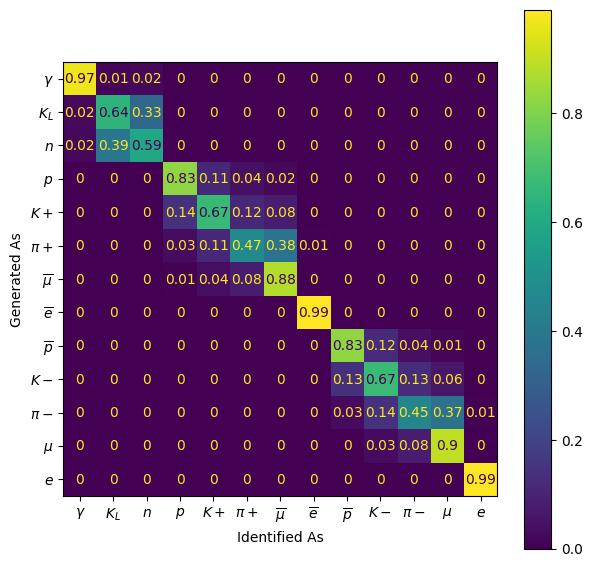 γ 0.97 0.01 0.02 0 0 0 0 0 0 0 0 0 0
K_L 0.02 0.64 0.33 0 0 0 0 0 0 0 0 0 0
n 0.02 0.39 0.59 0 0 0 0 0 0 0 0 0 0
p 0 0 0 0.83 0.11 0.04 0.02 0 0 0 0 0 0
K+ 0 0 0 0.14 0.67 0.12 0.08 0 0 0 0 0 0
π+ 0 0 0 0.03 0.11 0.47 0.38 0.01 0 0 0 0 0
μ̅ 0 0 0 0.01 0.04 0.08 0.88 0 0 0 0 0 0
e̅ 0 0 0 0 0 0 0 0.99 0 0 0 0 0
p̅ 0 0 0 0 0 0 0 0 0.83 0.12 0.04 0.01 0
K− 0 0 0 0 0 0 0 0 0.13 0.67 0.13 0.06 0
π− 0 0 0 0 0 0 0 0 0.03 0.14 0.45 0.37 0.01
μ 0 0 0 0 0 0 0 0 0 0.03 0.08 0.9 0
e 0 0 0 0 0 0 0 0 0 0 0 0 0.99
γ K_L n p K+ π+ μ̅ e̅ p̅ K− π− μ e
Identified As
Generated As
0.8
0.6
0.4
0.2
0.0